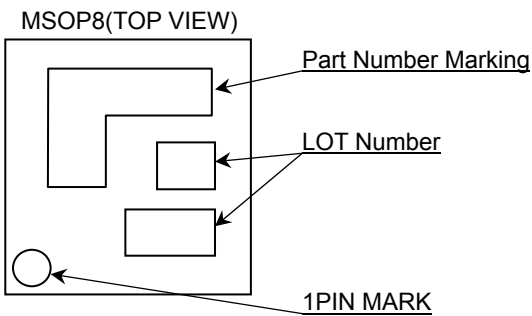 MSOP8(TOP VIEW)
Part Number Marking
LOT Number
1PIN MARK